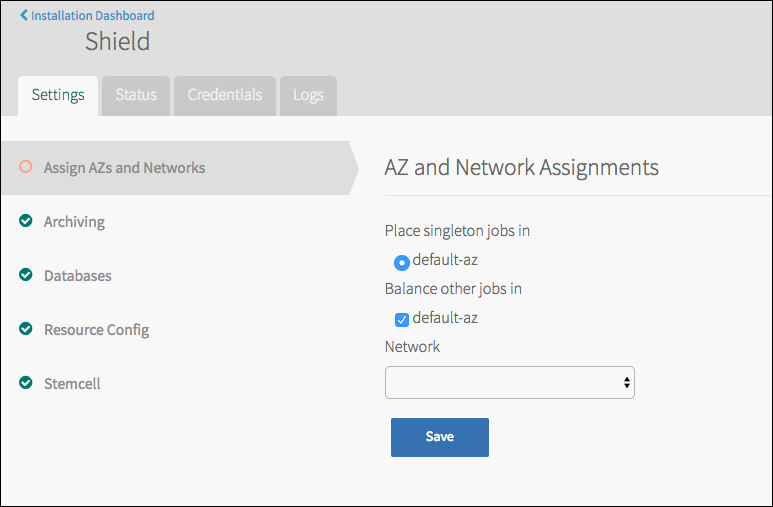 Installation Dashboard
Shield
Settings
Status
Credentials
Logs
Assign AZs and Networks
Archiving
Databases
Resource Config
Stemcell
AZ and Network Assignments
Place singleton jobs in
default-az
Balance other jobs in
default-az
Network
Save